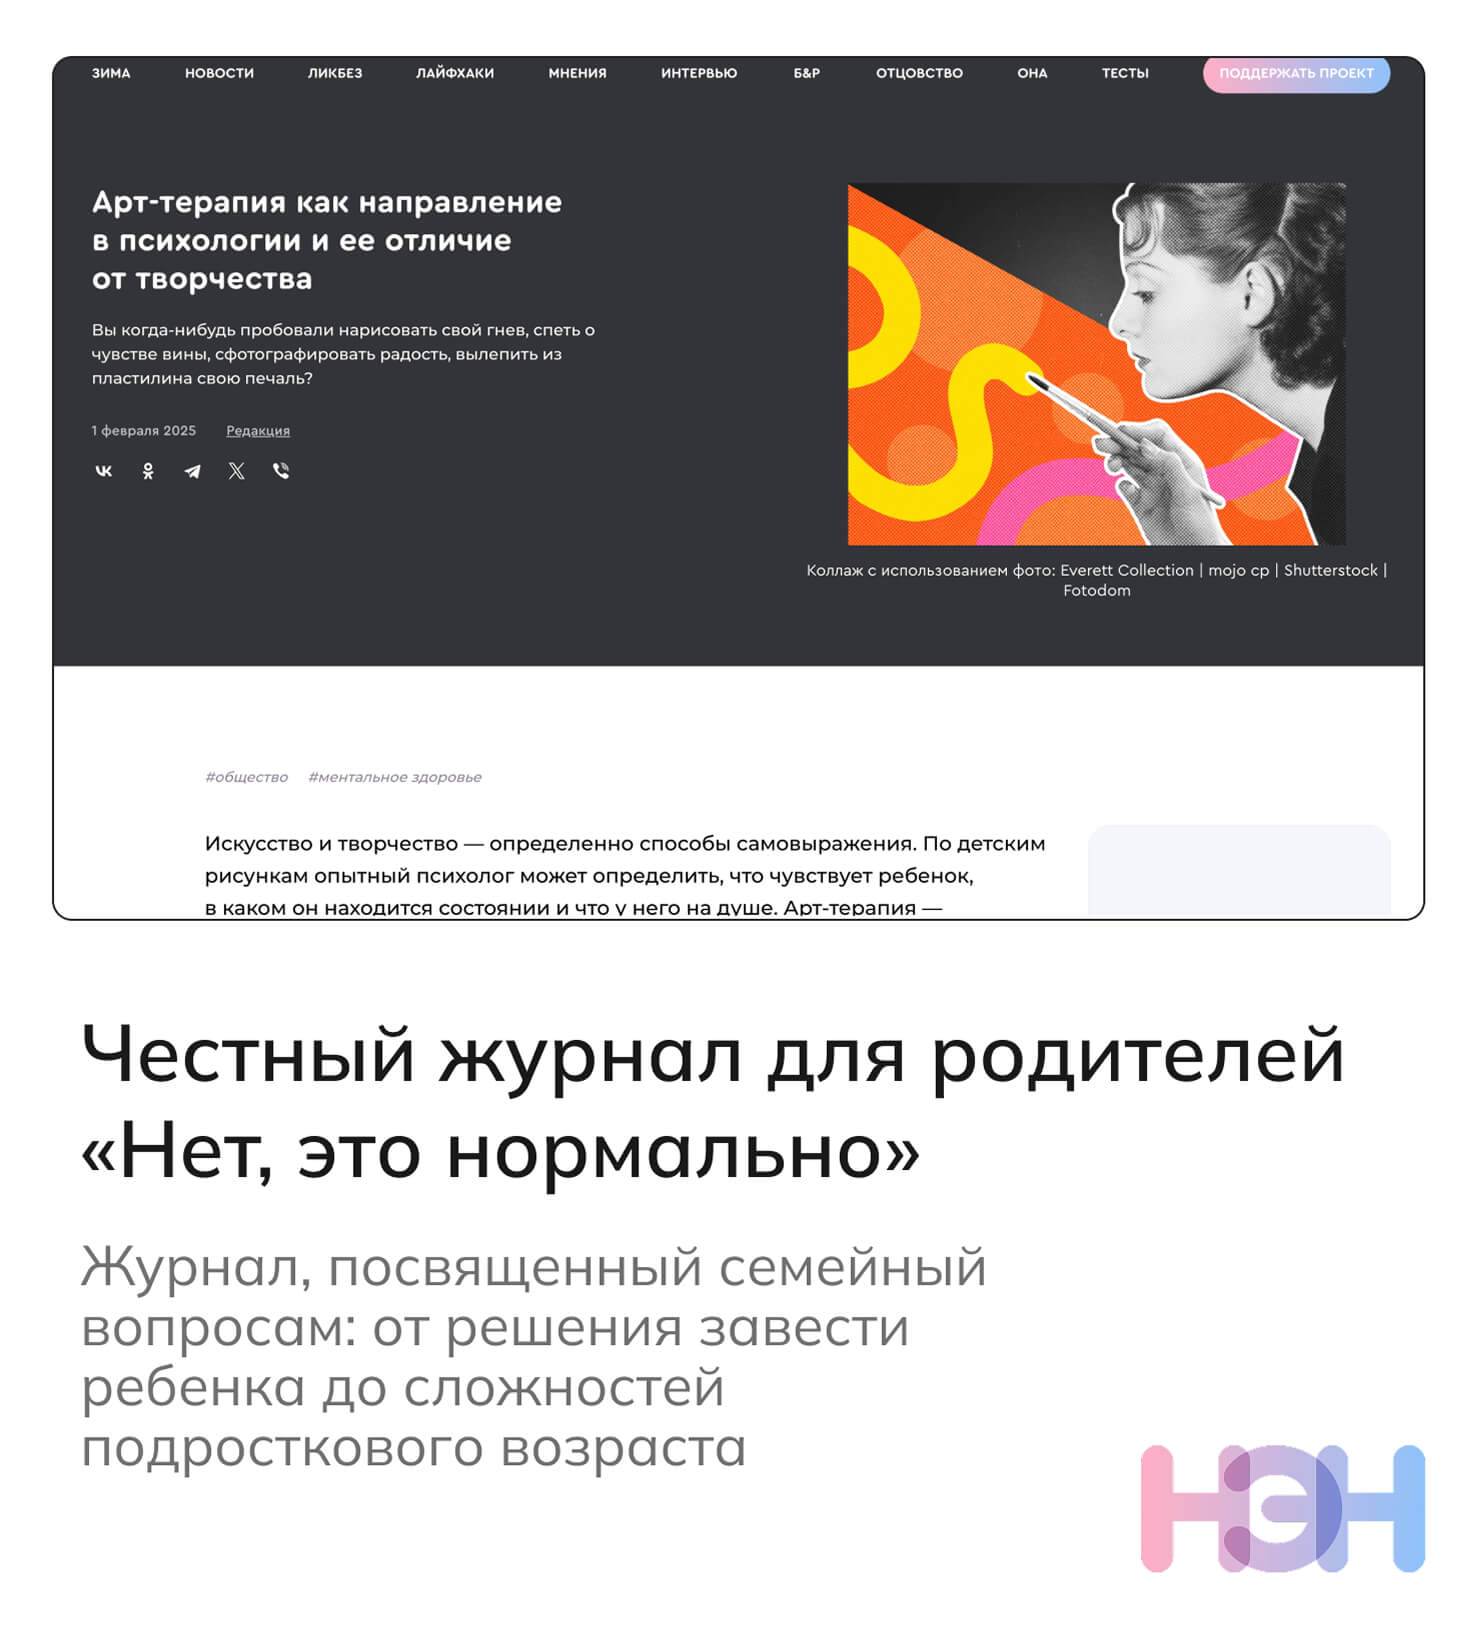 ЗИМА НОВОСТИ ЛИКБЕЗ ЛАЙФХАКИ МНЕНИЯ ИНТЕРВЬЮ Б&Р ОТЦОВСТВО ОНА ТЕСТЫ ПОДДЕРЖАТЬ ПРОЕКТ
Арт-терапия как направление
в психологии и ее отличие
от творчества
Вы когда-нибудь пробовали нарисовать свой гнев, спеть о
чувстве вины, сфотографировать радость, вылепить из
пластилина свою печаль?
1 февраля 2025 Редакция
Коллаж с использованием фото: Everett Collection | mojo cp | Shutterstock |
Fotodom
#общество #ментальное здоровье
Искусство и творчество — определенно способы самовыражения. По детским
рисункам опытный психолог может определить, что чувствует ребенок,
в каком он находится состоянии и что у него на душе. Арт-терапия —
Честный журнал для родителей
«Нет, это нормально»
Журнал, посвященный семейный
вопросам: от решения завести
ребенка до сложностей
подросткового возраста
НЭН